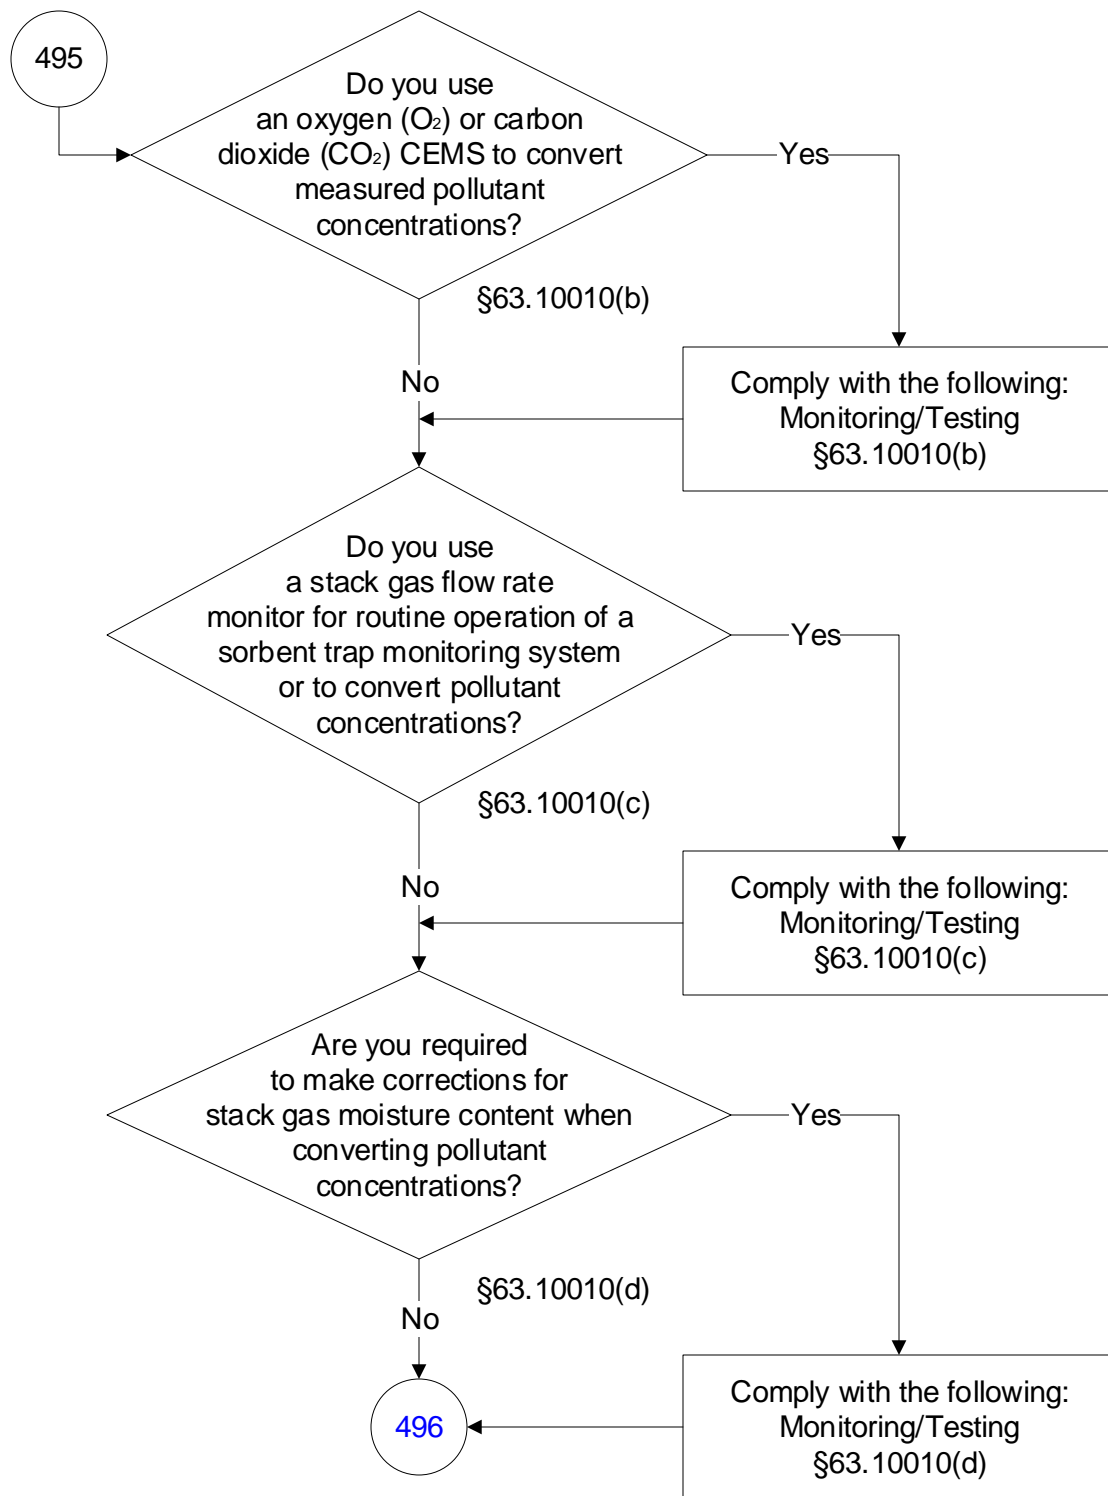 495
Do you use
an oxygen (O₂) or carbon
dioxide (CO₂) CEMS to convert
measured pollutant
concentrations?
Yes
§63.10010(b)
No
Comply with the following:
Monitoring/Testing
§63.10010(b)
Do you use
a stack gas flow rate
monitor for routine operation of a
sorbent trap monitoring system
or to convert pollutant
concentrations?
Yes
§63.10010(c)
No
Comply with the following:
Monitoring/Testing
§63.10010(c)
Are you required
to make corrections for
stack gas moisture content when
converting pollutant
concentrations?
Yes
§63.10010(d)
No
Comply with the following:
Monitoring/Testing
§63.10010(d)
496